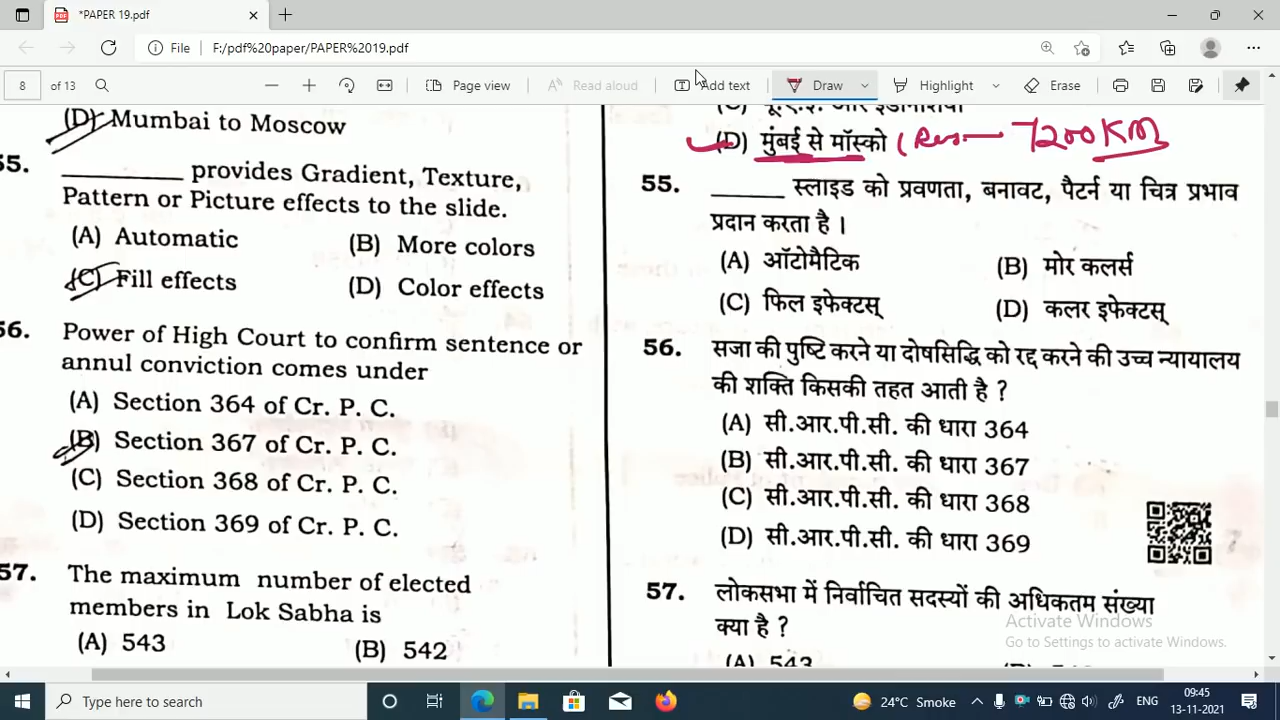 *PAPER 19.pdf
File F:/pdf%20paper/PAPER%2019.pdf
8 of 13 Page view Read aloud Add text Draw Highlight Erase
(D) Mumbai to Moscow
55. ________ provides Gradient, Texture,
Pattern or Picture effects to the slide.
(A) Automatic (B) More colors
(C) Fill effects (D) Color effects
56. Power of High Court to confirm sentence or
annul conviction comes under
(A) Section 364 of Cr. P. C.
(B) Section 367 of Cr. P. C.
(C) Section 368 of Cr. P. C.
(D) Section 369 of Cr. P. C.
57. The maximum number of elected
members in Lok Sabha is
(A) 543 (B) 542
(D) मुंबई से मॉस्को 7200 KM
55. ______ स्लाइड को प्रवणता, बनावट, पैटर्न या चित्र प्रभाव
प्रदान करता है ।
(A) ऑटोमैटिक (B) मोर कलर्स
(C) फिल इफेक्टस् (D) कलर इफेक्टस्
56. सजा की पुष्टि करने या दोषसिद्धि को रद्द करने की उच्च न्यायालय
की शक्ति किसकी तहत आती है ?
(A) सी.आर.पी.सी. की धारा 364
(B) सी.आर.पी.सी. की धारा 367
(C) सी.आर.पी.सी. की धारा 368
(D) सी.आर.पी.सी. की धारा 369
57. लोकसभा में निर्वाचित सदस्यों की अधिकतम संख्या
क्या है ?
(A) 543
Activate Windows
Go to Settings to activate Windows.
Type here to search
24°C Smoke ENG 09:45
13-11-2021